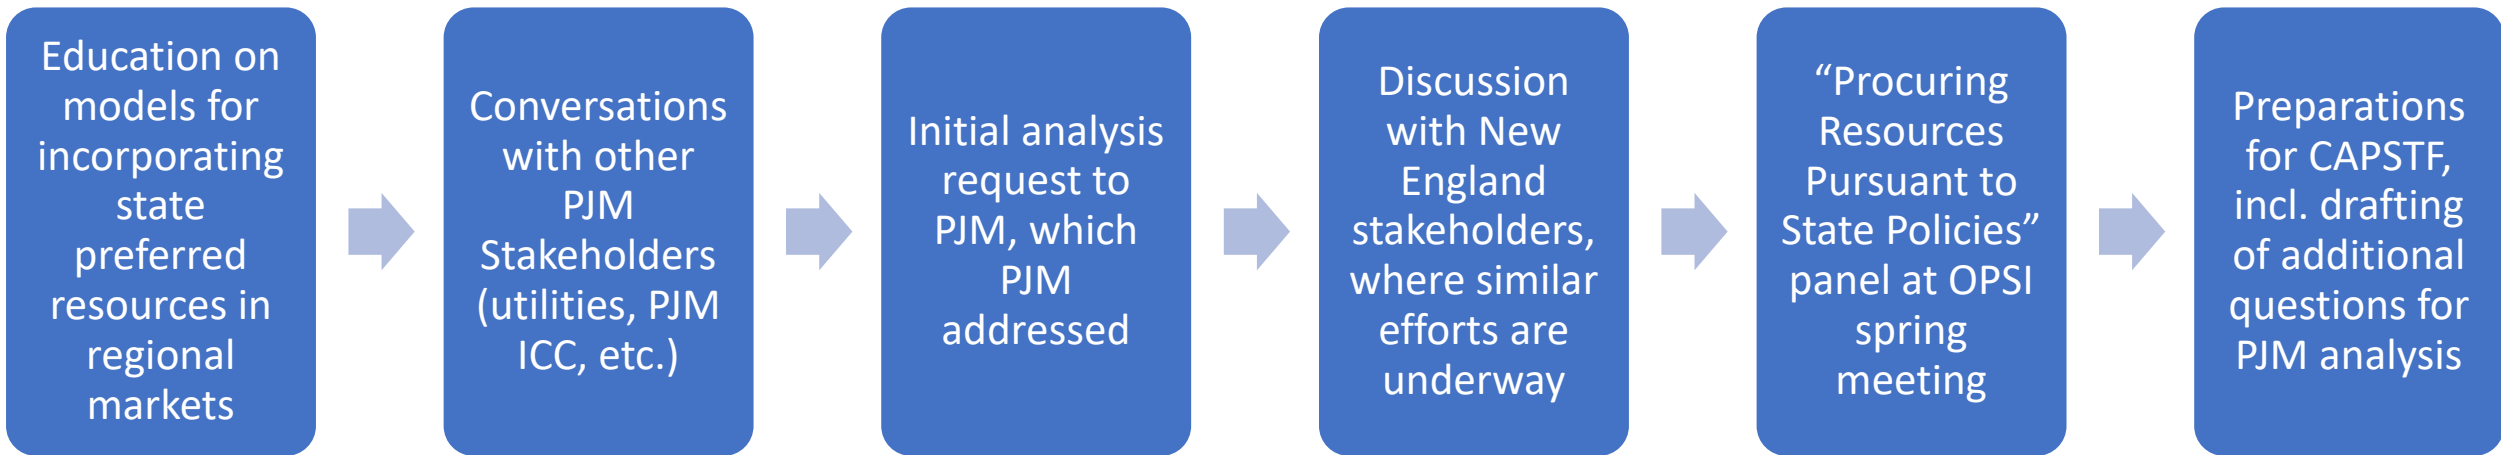 Education on
models for
incorporating
state
preferred
resources in
regional
markets
Conversations
with other
PJM
Stakeholders
(utilities, PJM
ICC, etc.)
Initial analysis
request to
PJM, which
PJM
addressed
Discussion
with New
England
stakeholders,
where similar
efforts are
underway
“Procuring
Resources
Pursuant to
State Policies”
panel at OPSI
spring
meeting
Preparations
for CAPSTF,
incl. drafting
of additional
questions for
PJM analysis